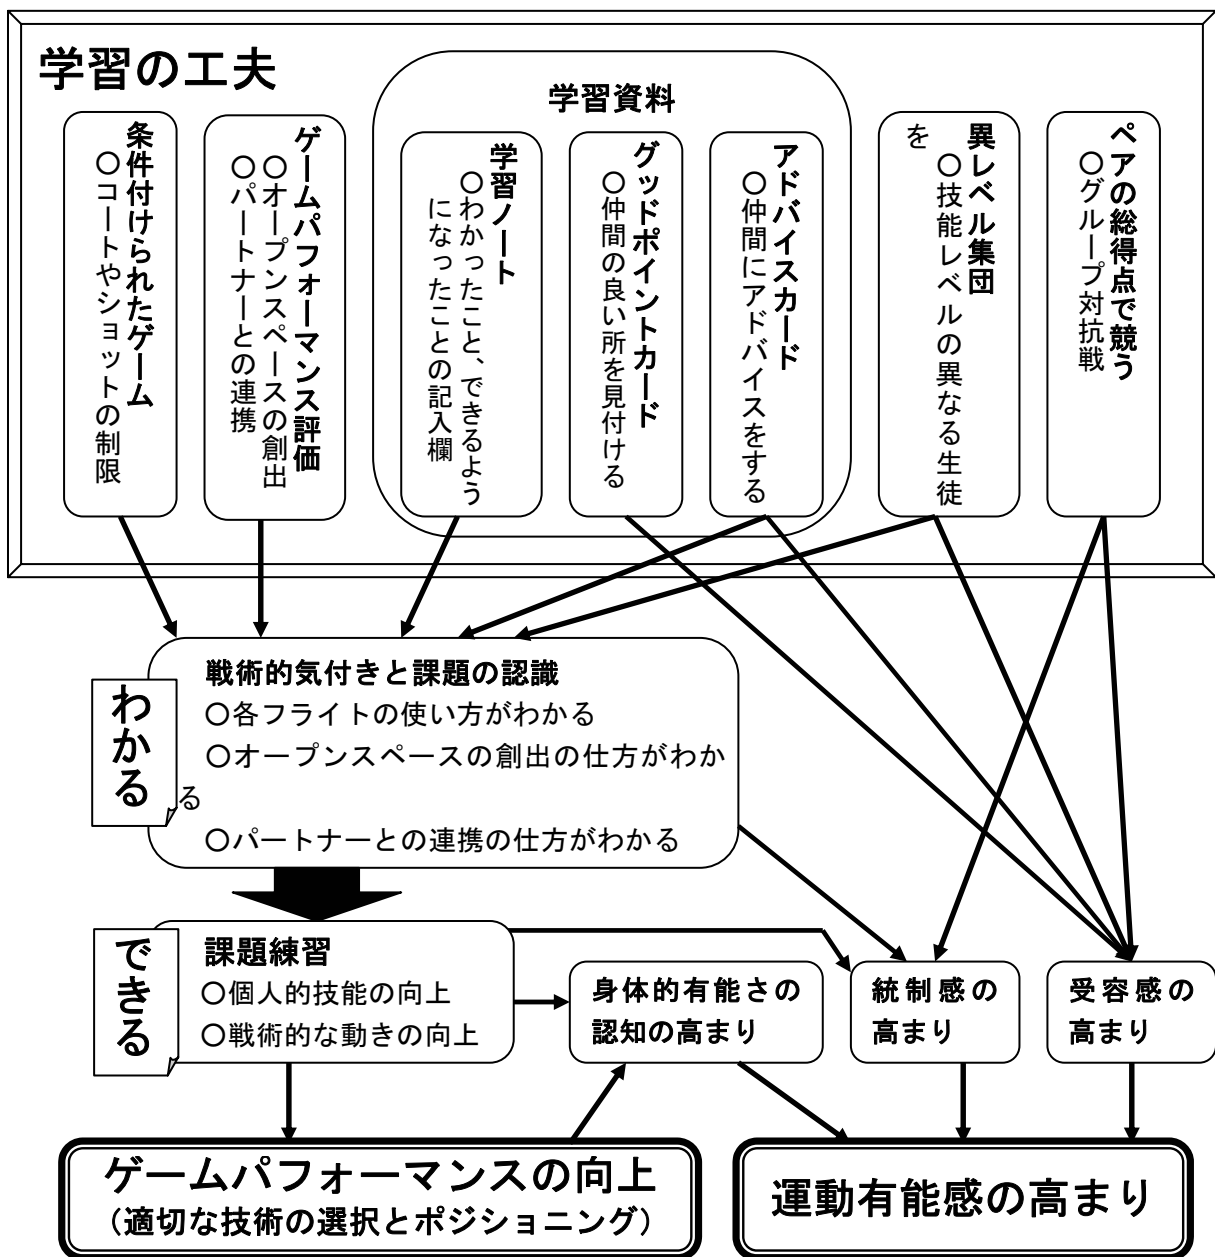 学習の工夫
条件付けられたゲーム
○コートやショットの制限
ゲームパフォーマンス評価
○オープンスペースの創出
○パートナーとの連携
学習資料
学習ノート
○わかったこと、できるよう
になったことの記入欄
グッドポイントカード
○仲間の良い所を見付ける
アドバイスカード
○仲間にアドバイスをする
異レベル集団
○技能レベルの異なる生徒
を
ペアの総得点で競う
○グループ対抗戦
わかる
戦術的気付きと課題の認識
○各フライトの使い方がわかる
○オープンスペースの創出の仕方がわか
る
○パートナーとの連携の仕方がわかる
できる
課題練習
○個人的技能の向上
○戦術的な動きの向上
身体的有能さの
認知の高まり
統制感の
高まり
受容感の
高まり
ゲームパフォーマンスの向上
（適切な技術の選択とポジショニング）
運動有能感の高まり